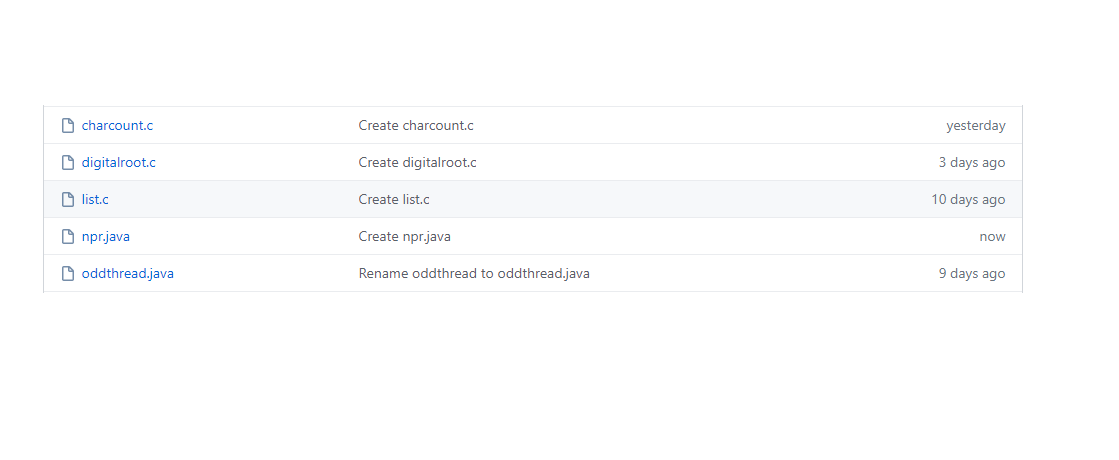 charcount.c Create charcount.c yesterday
digitalroot.c Create digitalroot.c 3 days ago
list.c Create list.c 10 days ago
npr.java Create npr.java now
oddthread.java Rename oddthread to oddthread.java 9 days ago